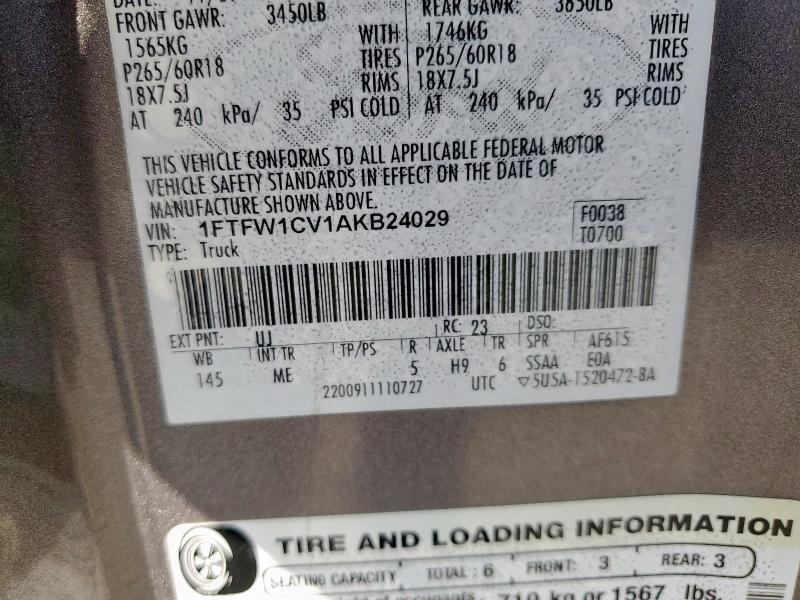 FRONT GAWR: 3450LB REAR GAWR: 3850LB
1565KG WITH 1746KG WITH
P265/60R18 TIRES P265/60R18 TIRES
18X7.5J RIMS 18X7.5J RIMS
AT 240 kPa/ 35 PSI COLD AT 240 kPa/ 35 PSI COLD
THIS VEHICLE CONFORMS TO ALL APPLICABLE FEDERAL MOTOR
VEHICLE SAFETY STANDARDS IN EFFECT ON THE DATE OF
MANUFACTURE SHOWN ABOVE.
VIN: 1FTFW1CV1AKB24029 F0038
TYPE: Truck T0700
EXT PNT: UJ RC: 23 DSO:
WB INT TR TP/PS R AXLE TR SPR AF615
145 ME 5 H9 6 SSAA E0A
2200911110727 UTC ▽5U5A-1520472-BA
TIRE AND LOADING INFORMATION
SEATING CAPACITY TOTAL: 6 FRONT: 3 REAR: 3
710 kg or 1567 lbs.